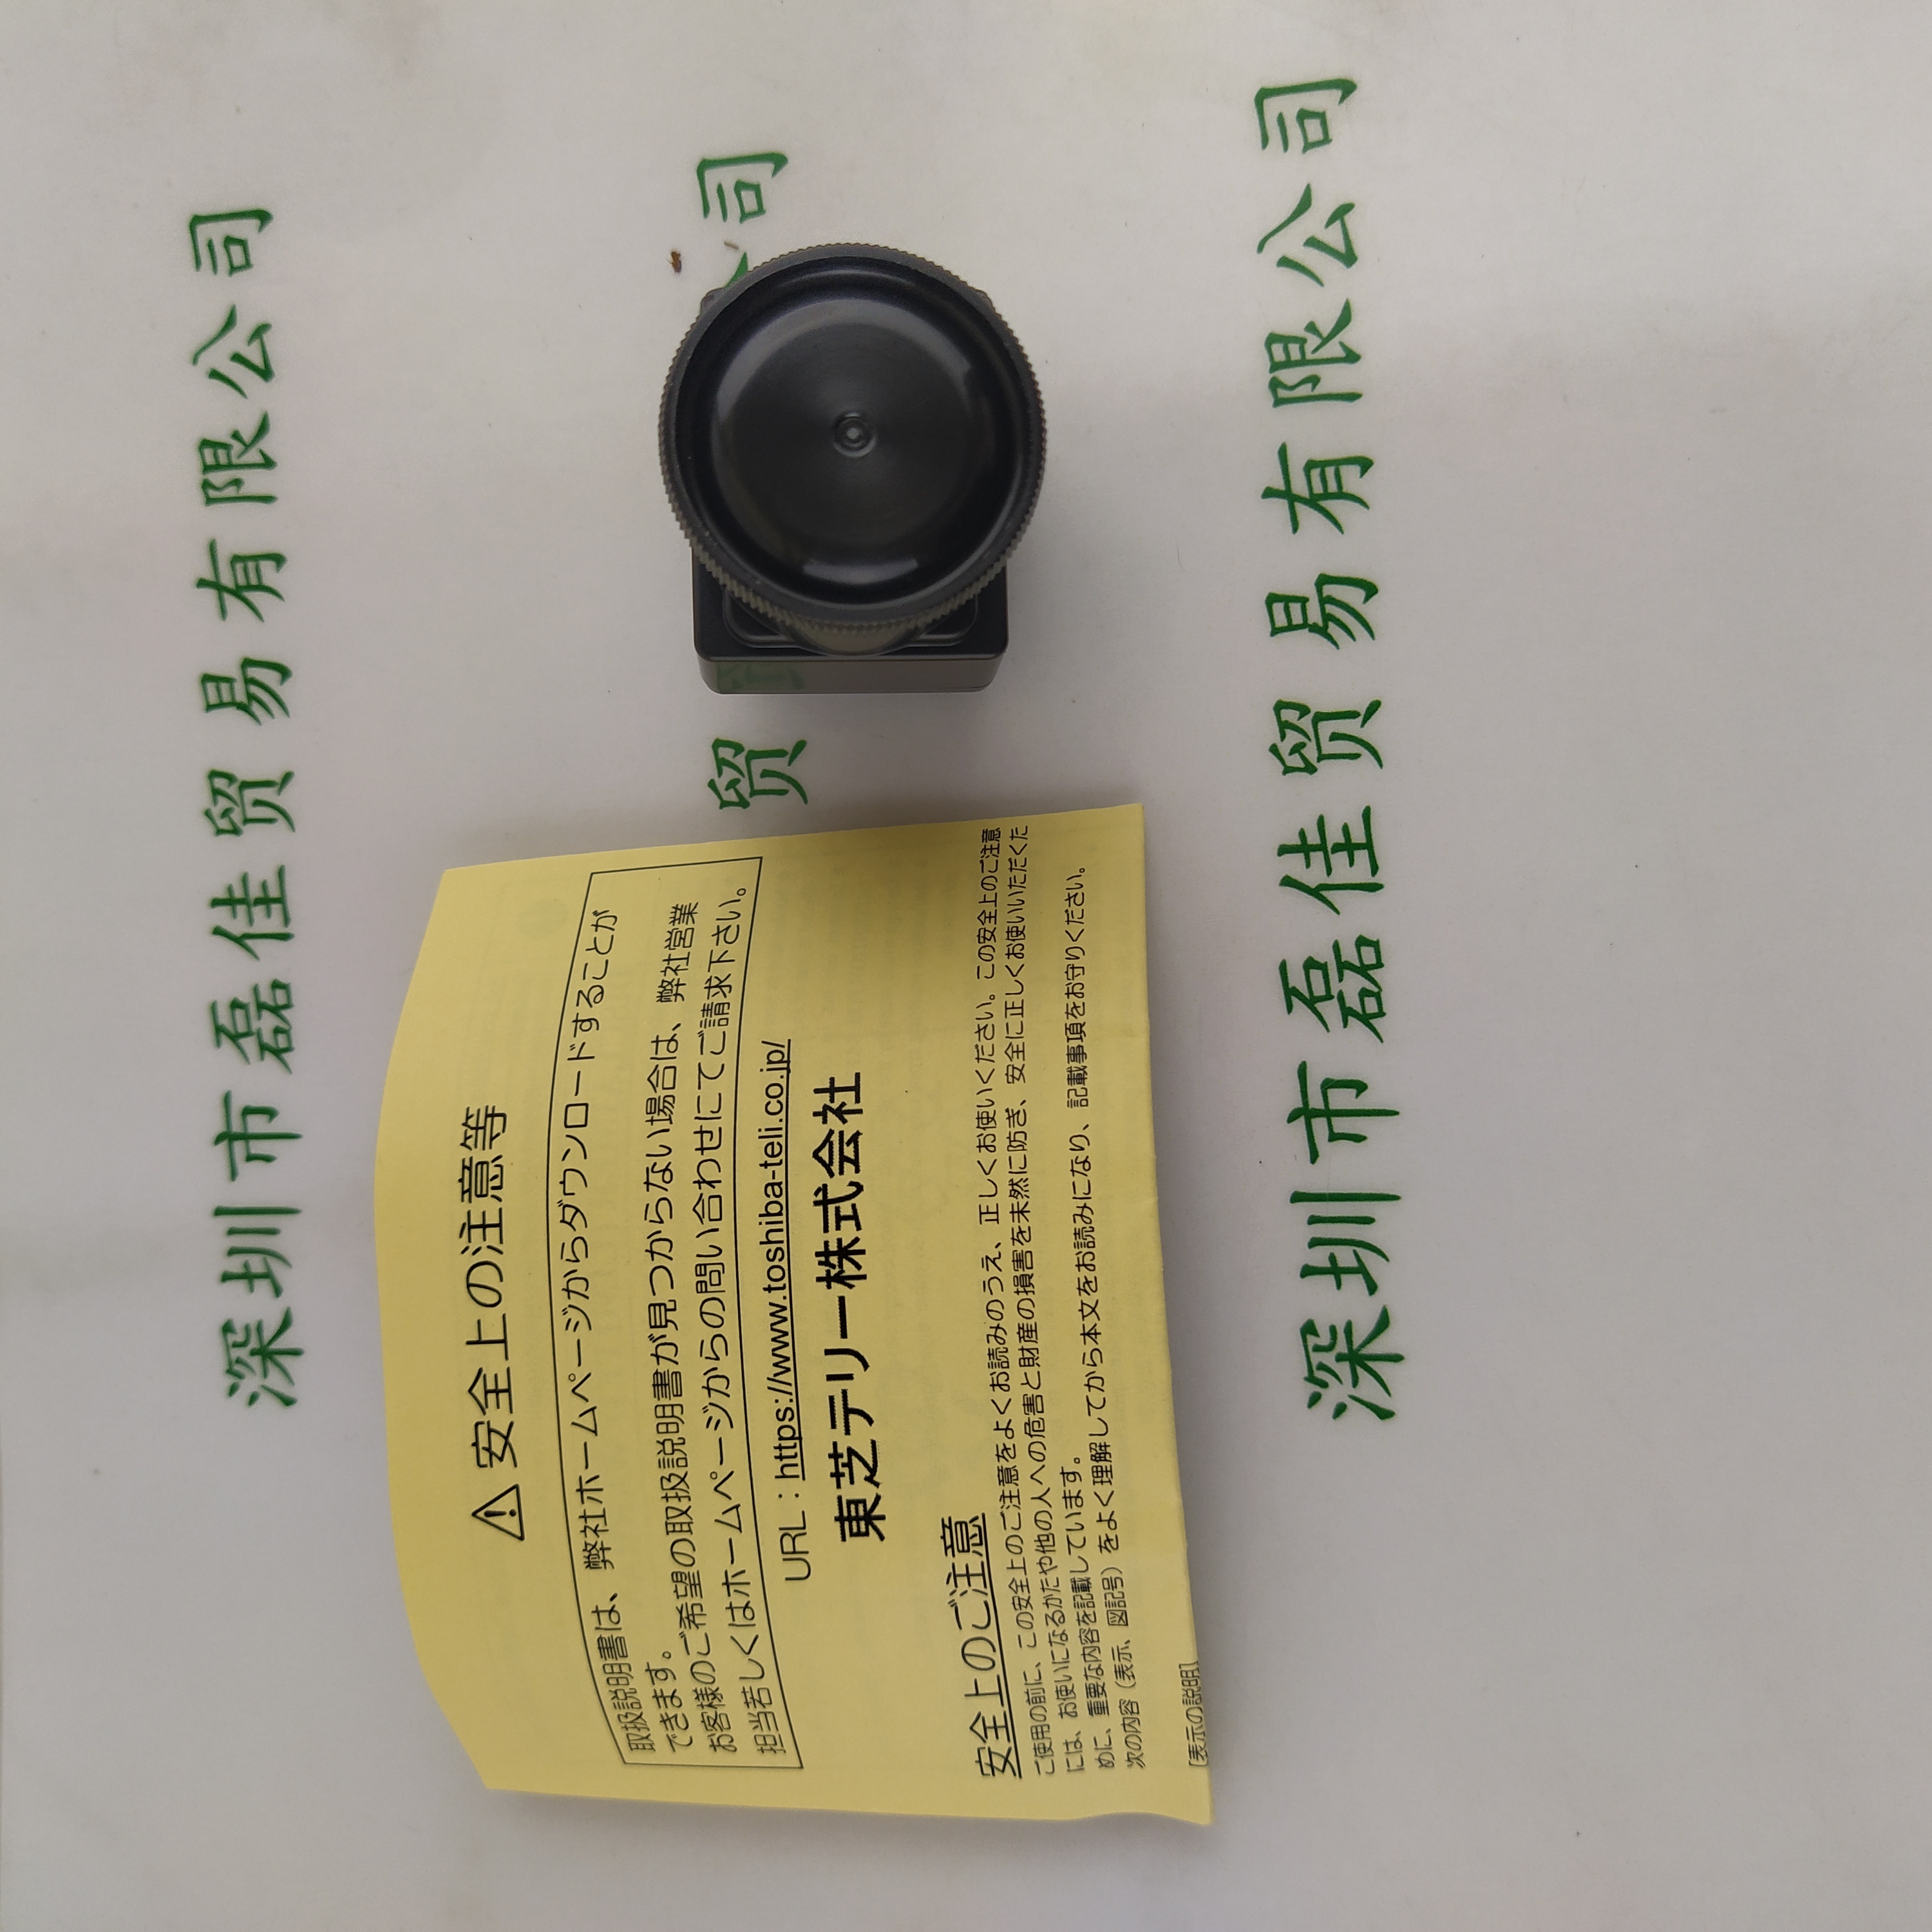 深圳市磊佳贸易有限公司
贸
司
深圳市磊佳贸易有限公司
⚠ 安全上の注意等
取扱説明書は、弊社ホームページからダウンロードすることが
できます。
お客様のご希望の取扱説明書が見つからない場合は、弊社営業
担当若しくはホームページからの問い合わせにてご請求下さい。
URL：https://www.toshiba-teli.co.jp/
東芝テリー株式会社
安全上のご注意
ご使用の前に、この安全上のご注意をよくお読みのうえ、正しくお使いください。この安全上のご注意
には、お使いになるかたや他の人への危害と財産の損害を未然に防ぎ、安全に正しくお使いいただくた
めに、重要な内容を記載しています。
次の内容（表示、図記号）をよく理解してから本文をお読みになり、記載事項をお守りください。
[表示の説明]